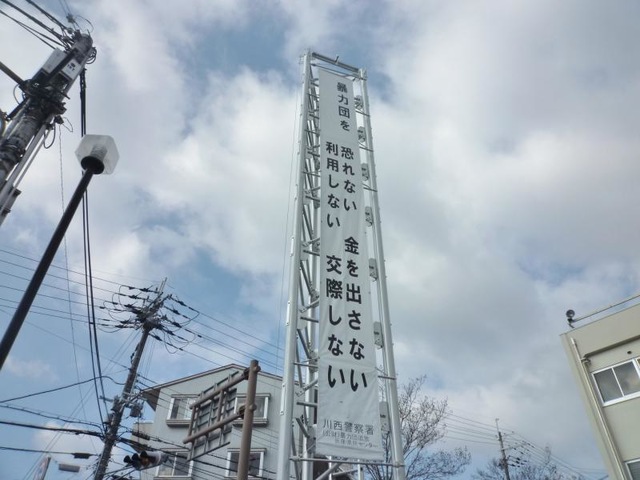 暴力団を
恐れない 金を出さない
利用しない 交際しない
川西警察署